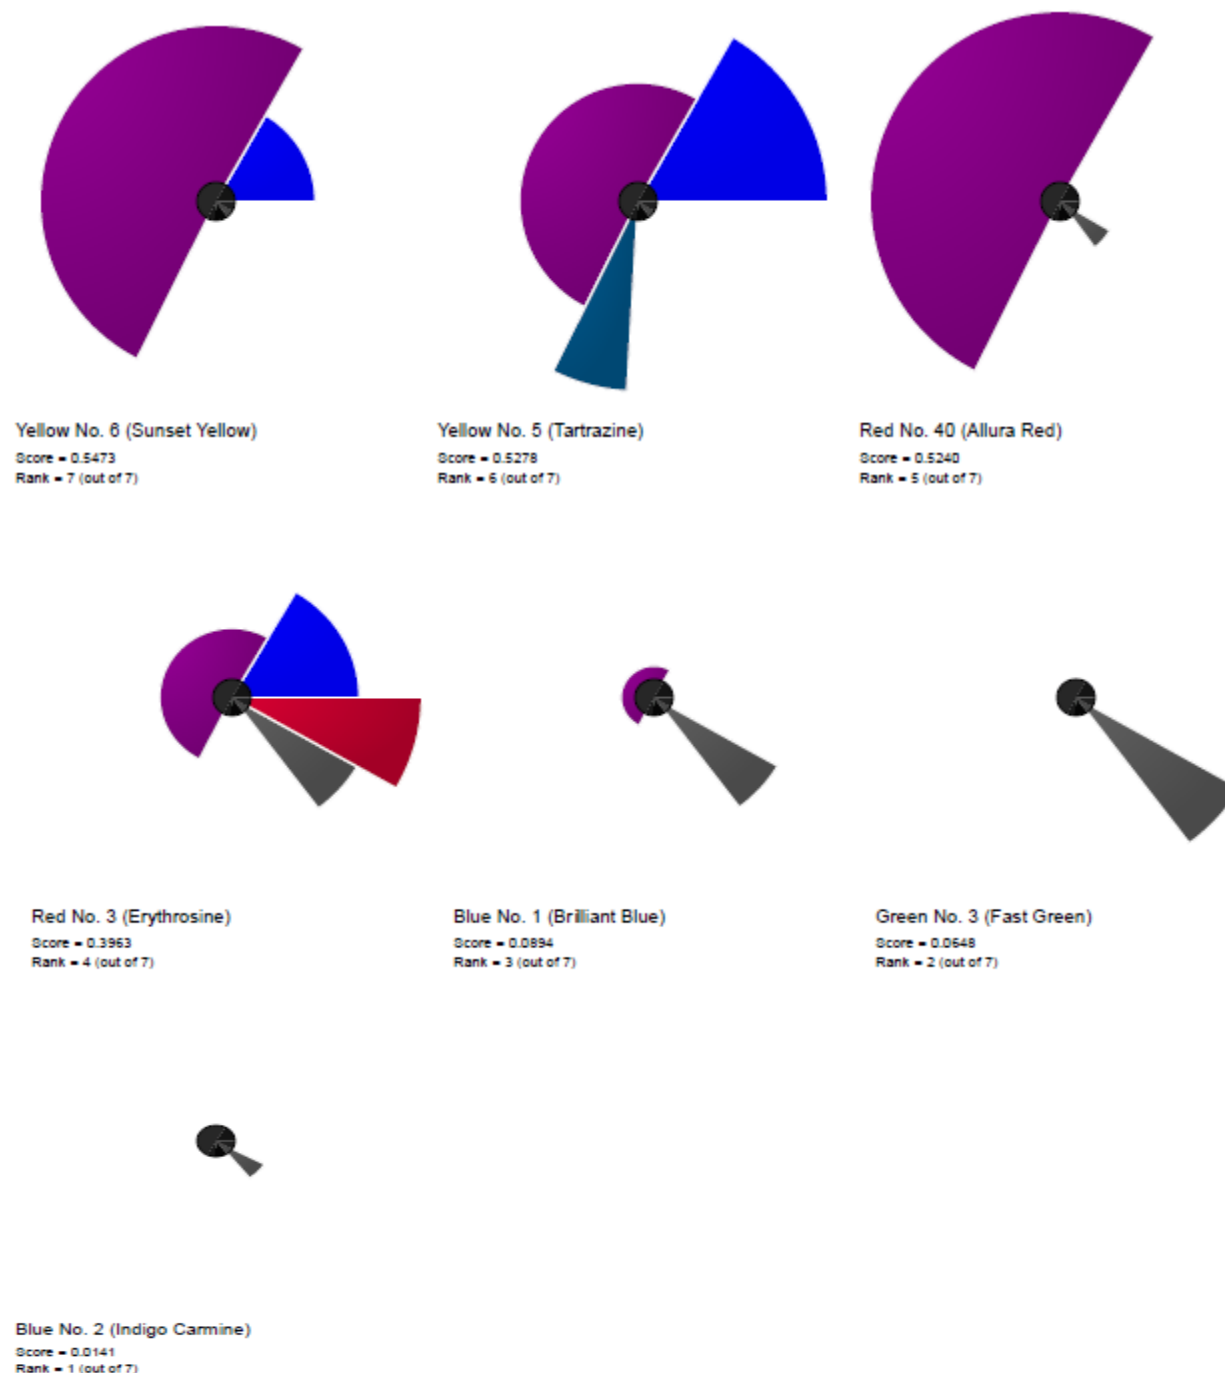 Yellow No. 6 (Sunset Yellow)
Score = 0.5473
Rank = 7 (out of 7)
Yellow No. 5 (Tartrazine)
Score = 0.5278
Rank = 6 (out of 7)
Red No. 40 (Allura Red)
Score = 0.5240
Rank = 5 (out of 7)
Red No. 3 (Erythrosine)
Score = 0.3963
Rank = 4 (out of 7)
Blue No. 1 (Brilliant Blue)
Score = 0.0894
Rank = 3 (out of 7)
Green No. 3 (Fast Green)
Score = 0.0648
Rank = 2 (out of 7)
Blue No. 2 (Indigo Carmine)
Score = 0.0141
Rank = 1 (out of 7)